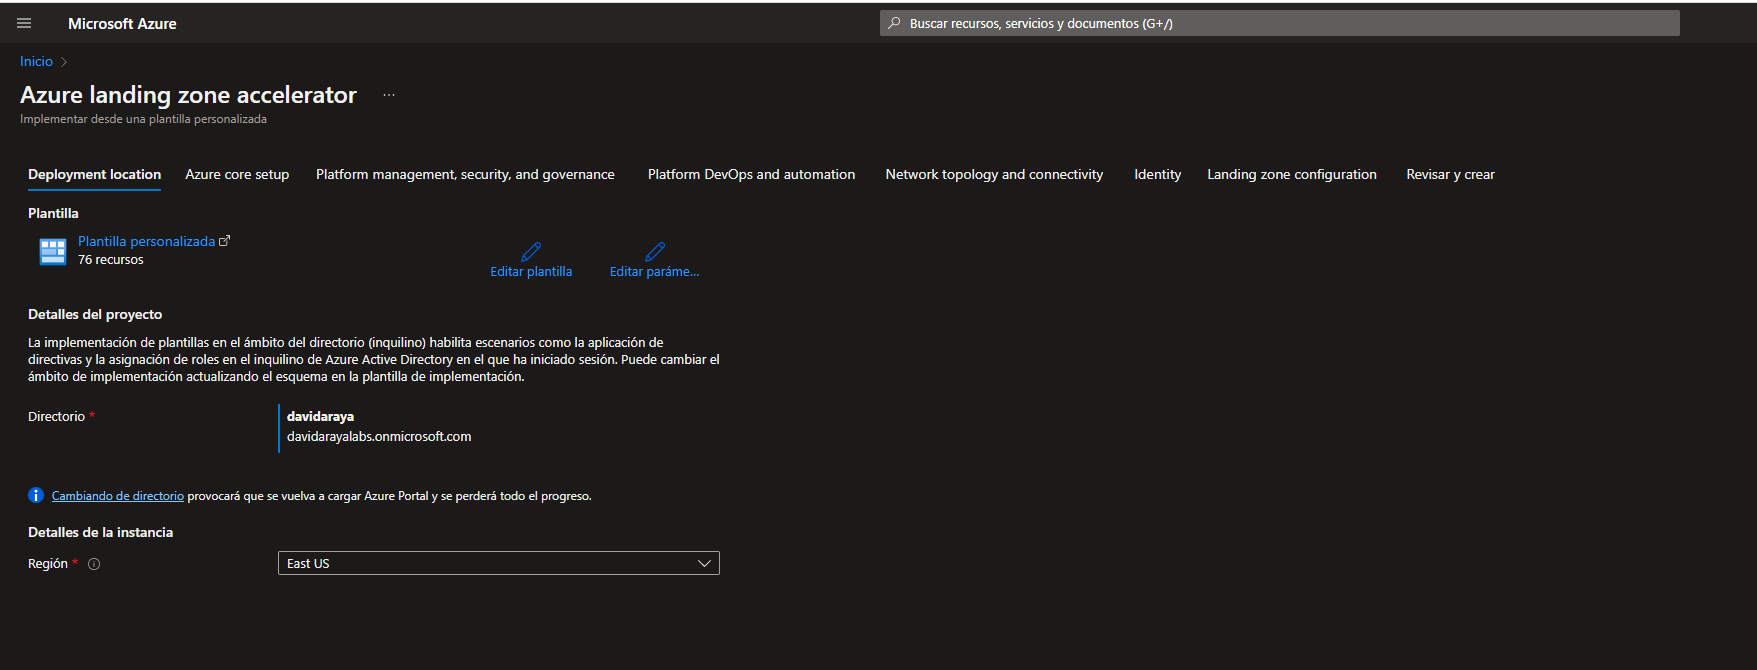 Microsoft Azure
Buscar recursos, servicios y documentos (G+/)
Inicio
Azure landing zone accelerator ...
Implementar desde una plantilla personalizada
Deployment location Azure core setup Platform management, security, and governance Platform DevOps and automation Network topology and connectivity Identity Landing zone configuration Revisar y crear
Plantilla
Plantilla personalizada
76 recursos
Editar plantilla Editar paráme...
Detalles del proyecto
La implementación de plantillas en el ámbito del directorio (inquilino) habilita escenarios como la aplicación de
directivas y la asignación de roles en el inquilino de Azure Active Directory en el que ha iniciado sesión. Puede cambiar el
ámbito de implementación actualizando el esquema en la plantilla de implementación.
Directorio * davidaraya
davidarayalabs.onmicrosoft.com
Cambiando de directorio provocará que se vuelva a cargar Azure Portal y se perderá todo el progreso.
Detalles de la instancia
Región * East US